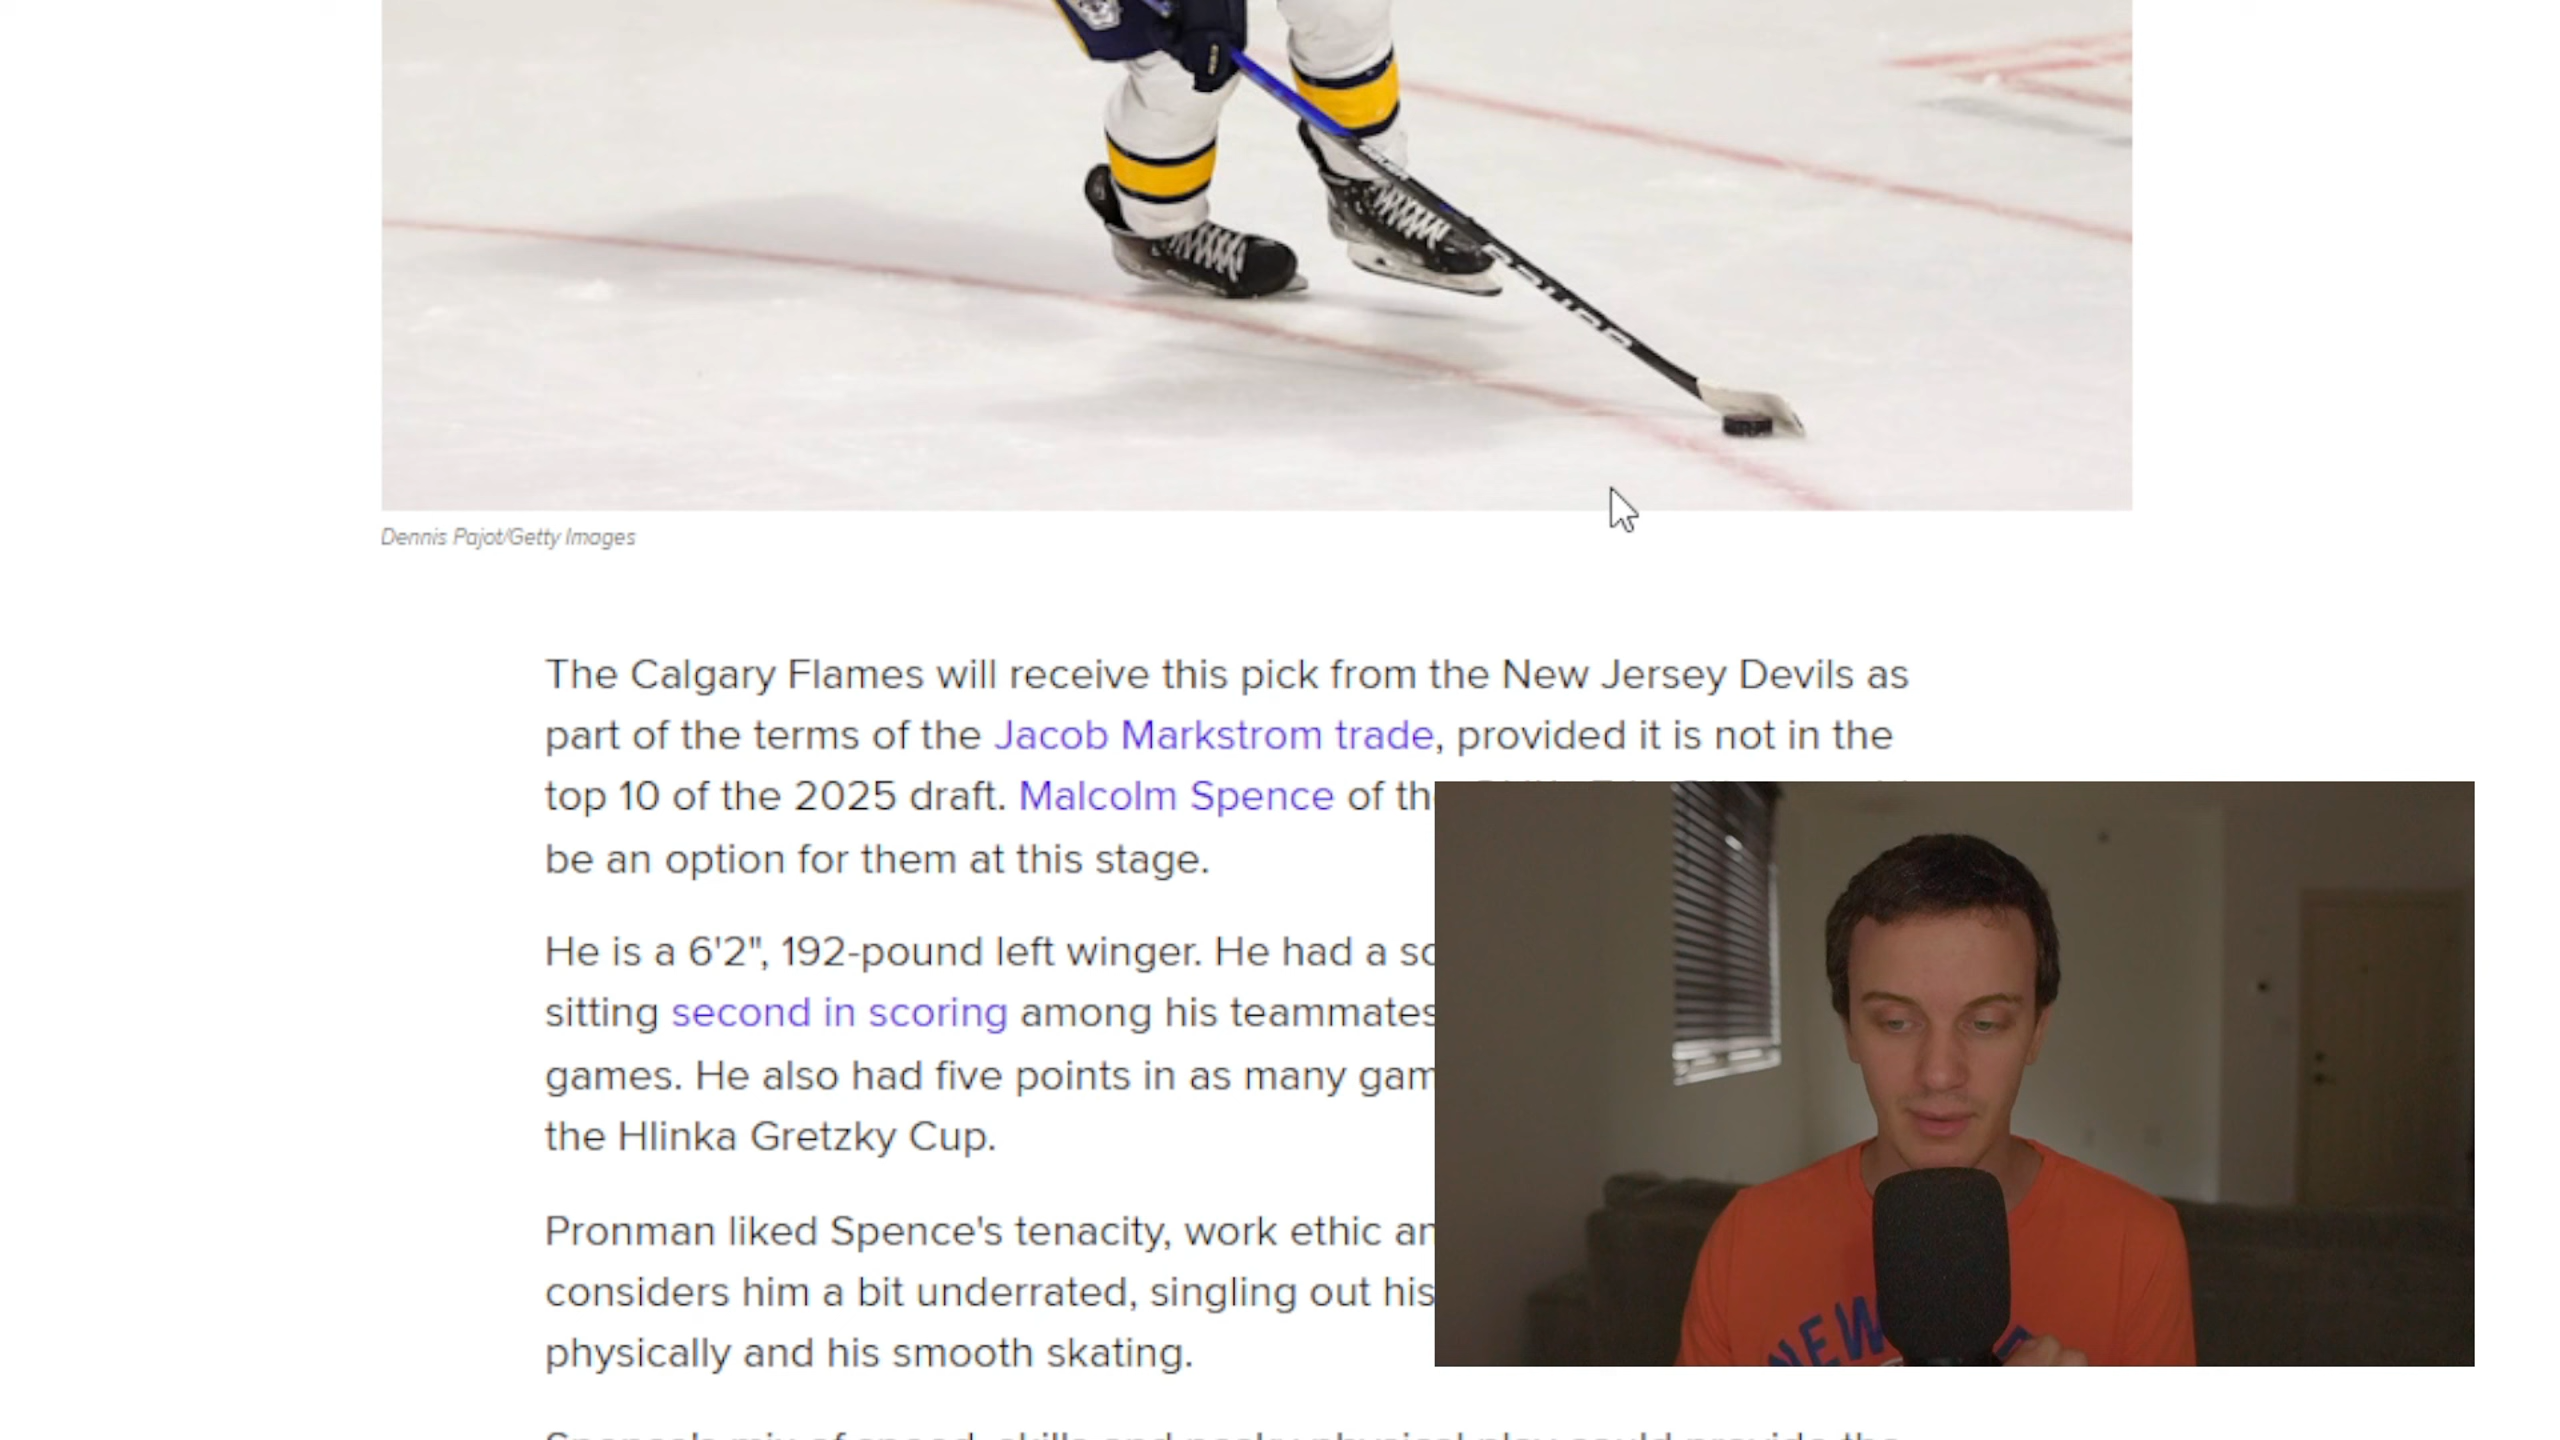 BAUER
Dennis Pajot/Getty Images
The Calgary Flames will receive this pick from the New Jersey Devils as
part of the terms of the Jacob Markstrom trade, provided it is not in the
top 10 of the 2025 draft. Malcolm Spence of
be an option for them at this stage.
He is a 6'2", 192-pound left winger. He had a
sitting second in scoring among his teammates
games. He also had five points in as many
the Hlinka Gretzky Cup.
Pronman liked Spence's tenacity, work ethic
considers him a bit underrated, singling out his
physically and his smooth skating.
NEW